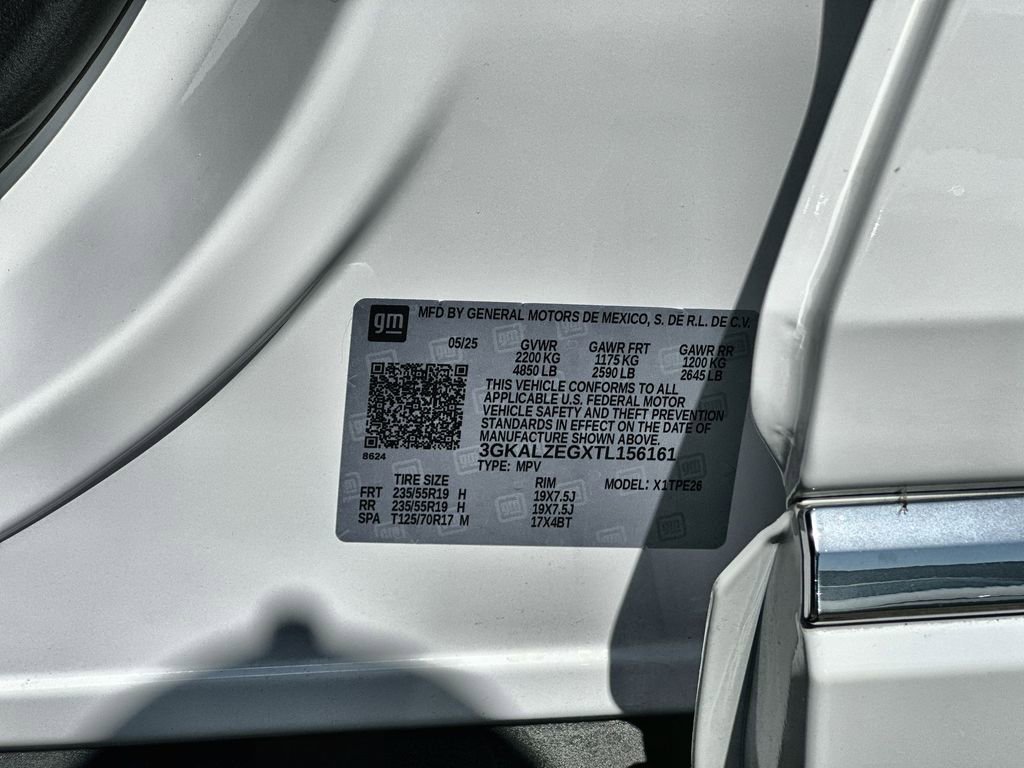 gm MFD BY GENERAL MOTORS DE MEXICO, S. DE R.L. DE C.V.
05/25 GVWR GAWR FRT GAWR RR
2200 KG 1175 KG 1200 KG
4850 LB 2590 LB 2645 LB
THIS VEHICLE CONFORMS TO ALL
APPLICABLE U.S. FEDERAL MOTOR
VEHICLE SAFETY AND THEFT PREVENTION
STANDARDS IN EFFECT ON THE DATE OF
MANUFACTURE SHOWN ABOVE.
8624
3GKALZEGXTL156161
TYPE: MPV
TIRE SIZE RIM MODEL: X1TPE26
FRT 235/55R19 H 19X7.5J
RR 235/55R19 H 19X7.5J
SPA T125/70R17 M 17X4BT